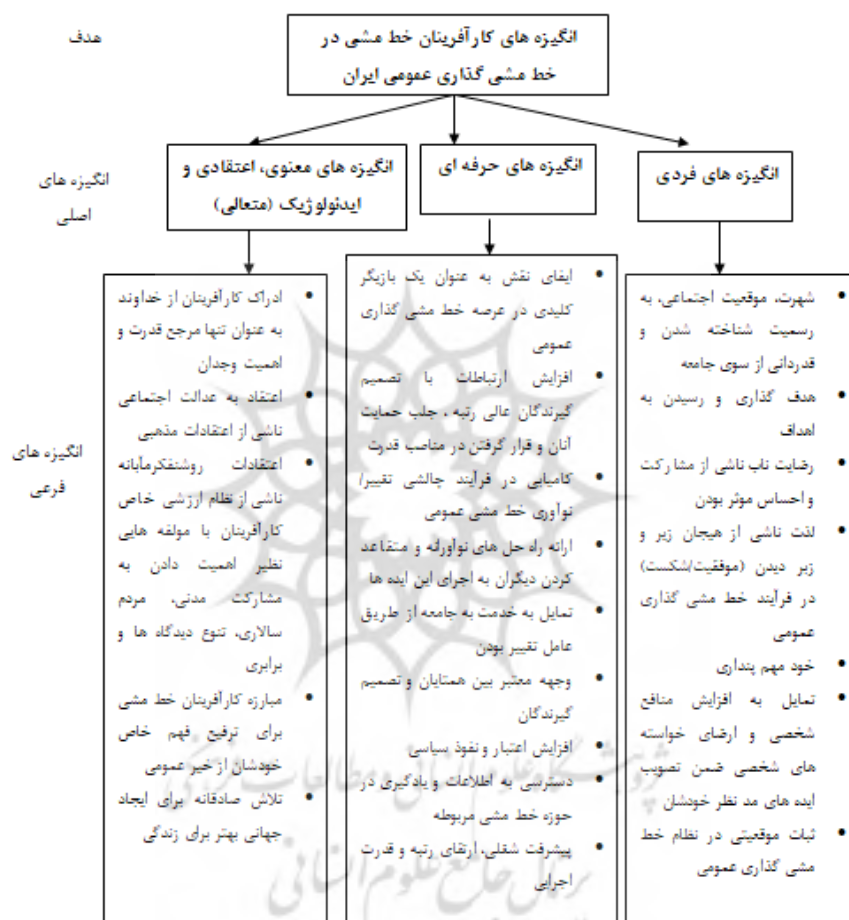 هدف
انگیزه های کارآفرینان خط مشی در
خط مشی گذاری عمومی ایران
انگیزه های
اصلی
انگیزه های فردی
انگیزه های حرفه ای
انگیزه های معنوی، اعتقادی و
ایدئولوژیک (متعالی)
انگیزه های
فرعی
• شهرت، موقعیت اجتماعی، به
رسمیت شناخته شدن و
قدردانی از سوی جامعه
• هدف گذاری و رسیدن به
اهداف
• رضایت ناب ناشی از مشارکت
و احساس موثر بودن
• لذت ناشی از هیجان زیر و
زبر دیدن (موفقیت/شکست)
در فرآیند خط مشی گذاری
عمومی
• خود مهم پنداری
• تمایل به افزایش منافع
شخصی و ارضای خواسته
های شخصی ضمن تصویب
ایده های مد نظر خودشان
• ثبات موقعیتی در نظام خط
مشی گذاری عمومی
• ایفای نقش به عنوان یک بازیگر
کلیدی در عرصه خط مشی گذاری
عمومی
• افزایش ارتباطات با تصمیم
گیرندگان عالی رتبه ، جلب حمایت
آنان و قرار گرفتن در مناصب قدرت
• کامیابی در فرآیند چالشی تغییر/
نوآوری خط مشی عمومی
• ارائه راه حل های نوآورانه و متقاعد
کردن دیگران به اجرای این ایده ها
• تمایل به خدمت به جامعه از طریق
عامل تغییر بودن
• وجهه معتبر بین همتایان و تصمیم
گیرندگان
• افزایش اعتبار و نفوذ سیاسی
• دسترسی به اطلاعات و یادگیری در
حوزه خط مشی مربوطه
• پیشرفت شغلی، ارتقای رتبه و قدرت
اجرایی
• ادراک کارآفرینان از خداوند
به عنوان تنها مرجع قدرت و
اهمیت وجدان
• اعتقاد به عدالت اجتماعی
ناشی از اعتقادات مذهبی
• اعتقادات روشنفکرمآبانه
ناشی از نظام ارزشی خاص
کارآفرینان با مولفه هایی
نظیر اهمیت دادن به
مشارکت مدنی، مردم
سالاری، تنوع دیدگاه ها و
برابری
• مبارزه کارآفرینان خط مشی
برای ترفیع فهم خاص
خودشان از خیر عمومی
• تلاش صادقانه برای ایجاد
جهانی بهتر برای زندگی
پژوهشگاه علوم انسانی و مطالعات فرهنگی
پرتال جامع علوم انسانی